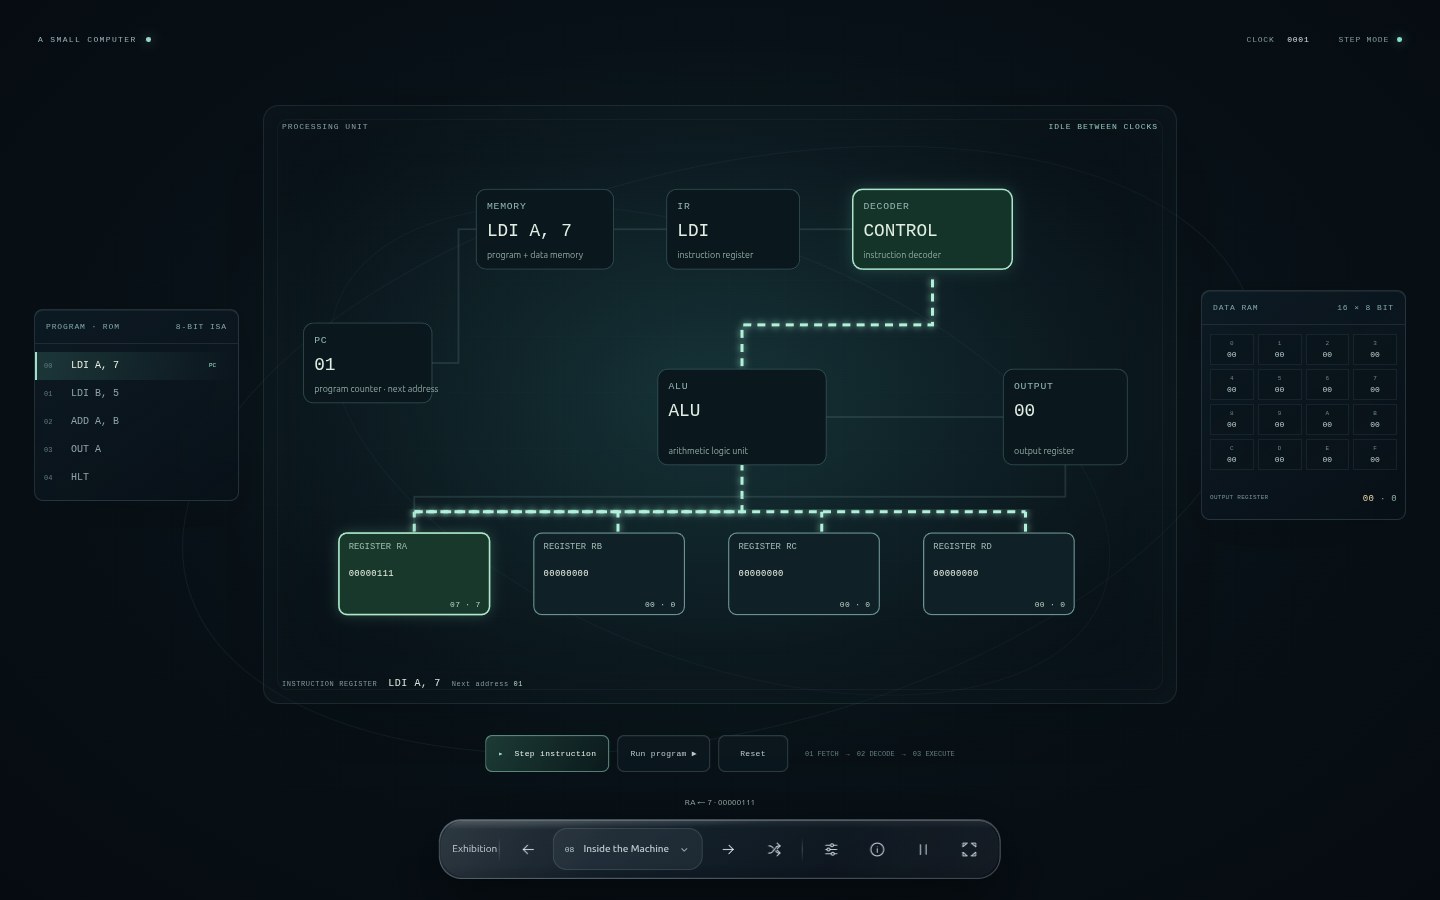 A SMALL COMPUTER
CLOCK 0001 STEP MODE
PROCESSING UNIT
IDLE BETWEEN CLOCKS
MEMORY
LDI A, 7
program + data memory
IR
LDI
instruction register
DECODER
CONTROL
instruction decoder
PROGRAM · ROM 8-BIT ISA
00 LDI A, 7 PC
01 LDI B, 5
02 ADD A, B
03 OUT A
04 HLT
PC
01
program counter · next address
ALU
ALU
arithmetic logic unit
OUTPUT
00
output register
DATA RAM 16 × 8 BIT
0 1 2 3
00 00 00 00
4 5 6 7
00 00 00 00
8 9 A B
00 00 00 00
C D E F
00 00 00 00
OUTPUT REGISTER 00 · 0
REGISTER RA
00000111
07 · 7
REGISTER RB
00000000
00 · 0
REGISTER RC
00000000
00 · 0
REGISTER RD
00000000
00 · 0
INSTRUCTION REGISTER LDI A, 7 Next address 01
▸ Step instruction
Run program ▶
Reset
01 FETCH → 02 DECODE → 03 EXECUTE
RA ← 7 · 00000111
Exhibition
08 Inside the Machine